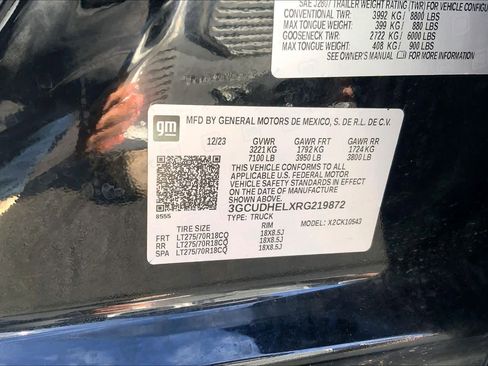 SAE J2807 TRAILER WEIGHT RATING (TWR) FOR VEHICLE CONFIGU
CONVENTIONAL TWR: 3992 KG / 8800 LBS
MAX TONGUE WEIGHT: 399 KG / 880 LBS
GOOSENECK TWR: 2722 KG / 6000 LBS
MAX TONGUE WEIGHT: 408 KG / 900 LBS
SEE OWNER'S MANUAL FOR
gm
MFD BY GENERAL MOTORS DE MEXICO, S. DE R.L. DE C.V.
12/23 GVWR GAWR FRT GAWR RR
3221 KG 1792 KG 1724 KG
7100 LB 3950 LB 3800 LB
THIS VEHICLE CONFORMS TO ALL
APPLICABLE U.S. FEDERAL MOTOR
VEHICLE SAFETY STANDARDS IN
EFFECT ON THE DATE OF
MANUFACTURE SHOWN ABOVE.
3GCUDHELXRG219872
8555
TYPE: TRUCK MODEL: X2CK10543
TIRE SIZE RIM
FRT LT275/70R18CQ 18X8.5J
RR LT275/70R18CQ 18X8.5J
SPA LT275/70R18CQ 18X8.5J